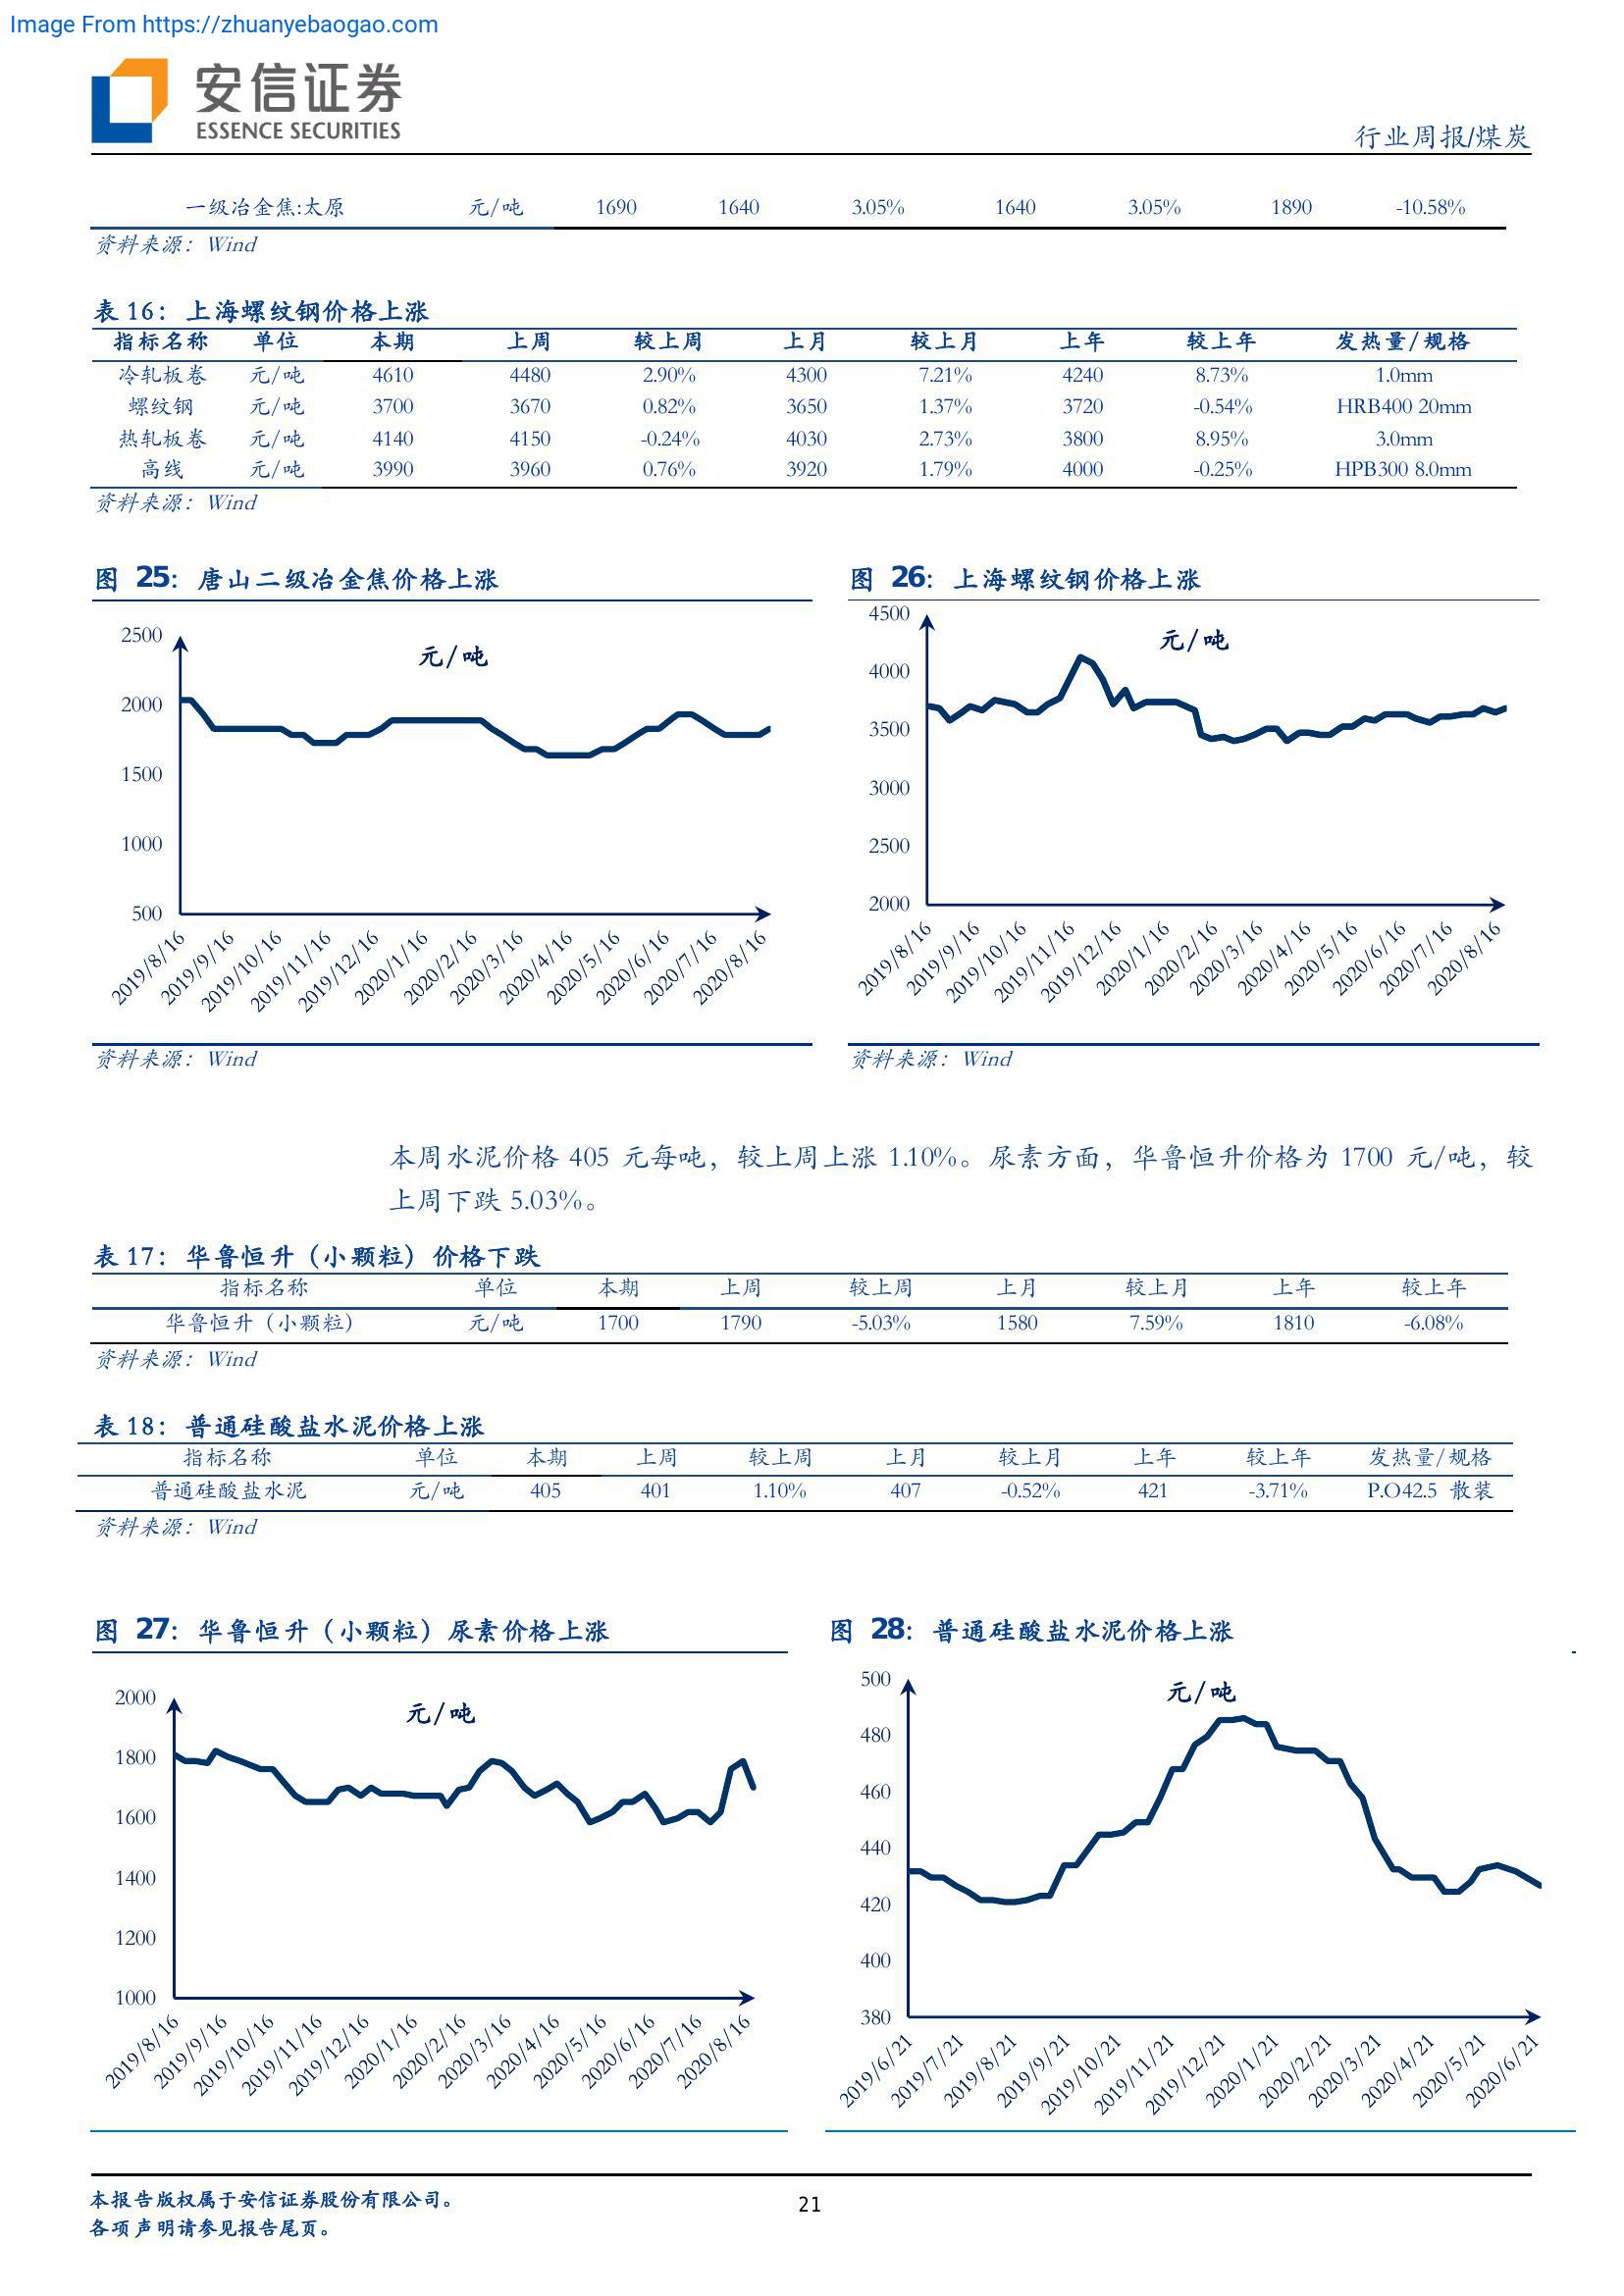 Image From https://zhuanyebaogao.com
安信证券
ESSENCE SECURITIES
行业周报/煤炭
一级冶金焦:太原 元/吨 1690 1640 3.05% 1640 3.05% 1890 -10.58%
资料来源：Wind
表 16：上海螺纹钢价格上涨
指标名称 单位 本期 上周 较上周 上月 较上月 上年 较上年 发热量/规格
冷轧板卷 元/吨 4610 4480 2.90% 4300 7.21% 4240 8.73% 1.0mm
螺纹钢 元/吨 3700 3670 0.82% 3650 1.37% 3720 -0.54% HRB400 20mm
热轧板卷 元/吨 4140 4150 -0.24% 4030 2.73% 3800 8.95% 3.0mm
高线 元/吨 3990 3960 0.76% 3920 1.79% 4000 -0.25% HPB300 8.0mm
资料来源：Wind
图 25：唐山二级冶金焦价格上涨
元/吨
2500
2000
1500
1000
500
2019/8/16 2019/9/16 2019/10/16 2019/11/16 2019/12/16 2020/1/16 2020/2/16 2020/3/16 2020/4/16 2020/5/16 2020/6/16 2020/7/16 2020/8/16
资料来源：Wind
图 26：上海螺纹钢价格上涨
元/吨
4500
4000
3500
3000
2500
2000
2019/8/16 2019/9/16 2019/10/16 2019/11/16 2019/12/16 2020/1/16 2020/2/16 2020/3/16 2020/4/16 2020/5/16 2020/6/16 2020/7/16 2020/8/16
资料来源：Wind
本周水泥价格 405 元每吨，较上周上涨 1.10%。尿素方面，华鲁恒升价格为 1700 元/吨，较
上周下跌 5.03%。
表 17：华鲁恒升（小颗粒）价格下跌
指标名称 单位 本期 上周 较上周 上月 较上月 上年 较上年
华鲁恒升（小颗粒） 元/吨 1700 1790 -5.03% 1580 7.59% 1810 -6.08%
资料来源：Wind
表 18：普通硅酸盐水泥价格上涨
指标名称 单位 本期 上周 较上周 上月 较上月 上年 较上年 发热量/规格
普通硅酸盐水泥 元/吨 405 401 1.10% 407 -0.52% 421 -3.71% P.O42.5 散装
资料来源：Wind
图 27：华鲁恒升（小颗粒）尿素价格上涨
元/吨
2000
1800
1600
1400
1200
1000
2019/8/16 2019/9/16 2019/10/16 2019/11/16 2019/12/16 2020/1/16 2020/2/16 2020/3/16 2020/4/16 2020/5/16 2020/6/16 2020/7/16 2020/8/16
图 28：普通硅酸盐水泥价格上涨
元/吨
500
480
460
440
420
400
380
2019/6/21 2019/7/21 2019/8/21 2019/9/21 2019/10/21 2019/11/21 2019/12/21 2020/1/21 2020/2/21 2020/3/21 2020/4/21 2020/5/21 2020/6/21
本报告版权属于安信证券股份有限公司。
各项声明请参见报告尾页。
21